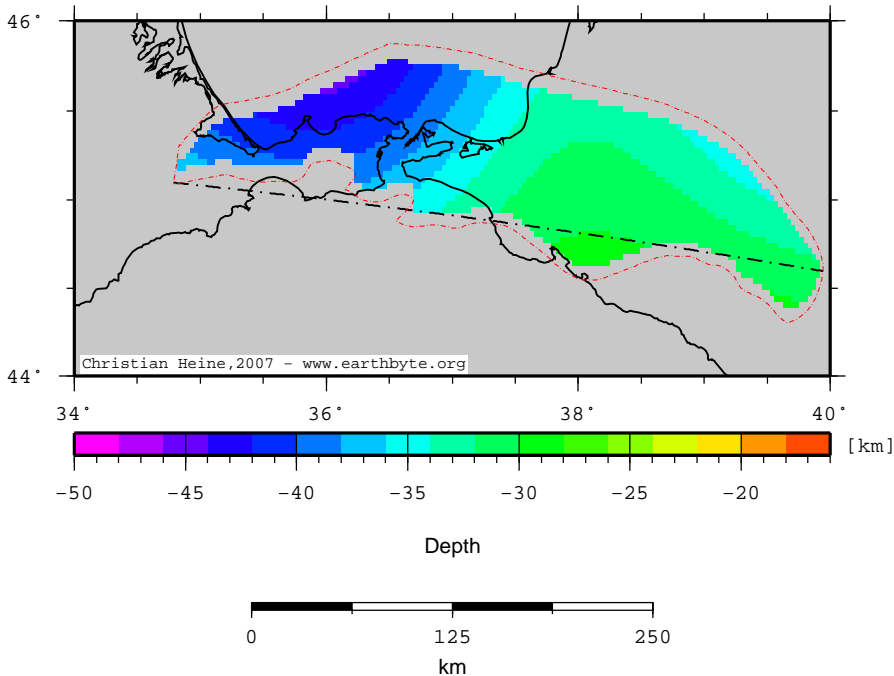 46°
44°
Christian Heine,2007 - www.earthbyte.org
34° 36° 38° 40°
[km]
−50 −45 −40 −35 −30 −25 −20
Depth
0 125 250
km